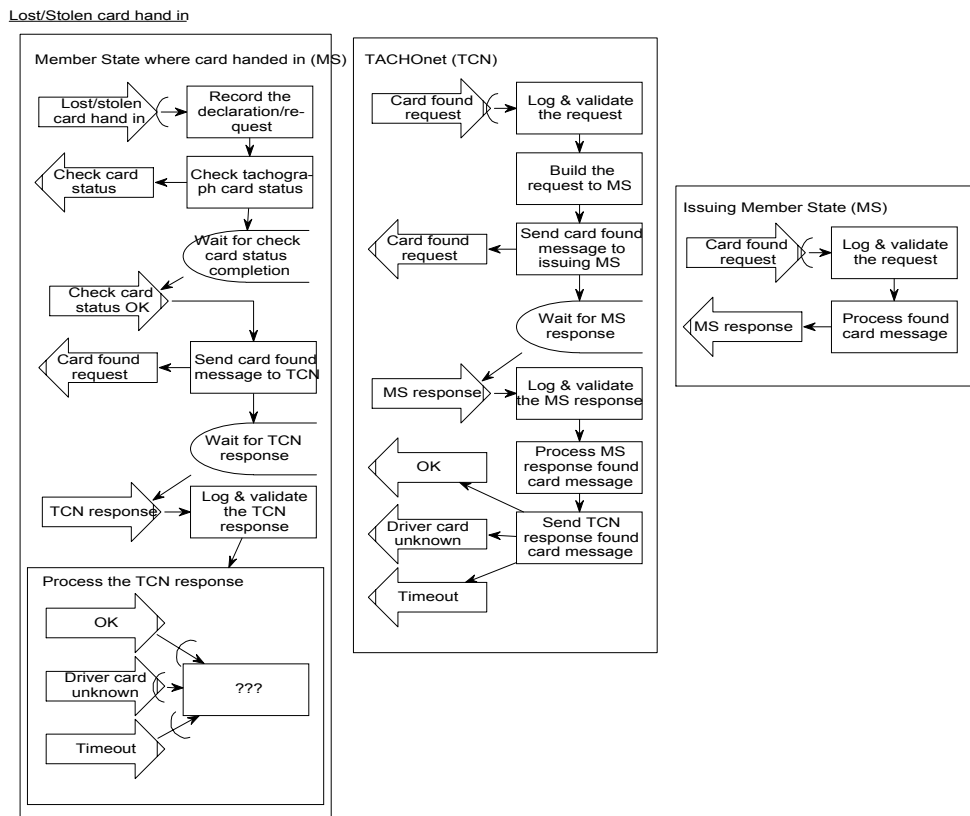 Lost/Stolen card hand in
Member State where card handed in (MS)
Lost/stolen
card hand in
Record the
declaration/re-
quest
Check card
status
Check tachogra-
ph card status
Wait for check
card status
completion
Check card
status OK
Card found
request
Send card found
message to TCN
Wait for TCN
response
TCN response
Log & validate
the TCN
response
Process the TCN response
OK
Driver card
unknown
Timeout
???
TACHOnet (TCN)
Card found
request
Log & validate
the request
Build the
request to MS
Card found
request
Send card found
message to
issuing MS
Wait for MS
response
MS response
Log & validate
the MS response
Process MS
response found
card message
OK
Driver card
unknown
Timeout
Send TCN
response found
card message
Issuing Member State (MS)
Card found
request
Log & validate
the request
MS response
Process found
card message